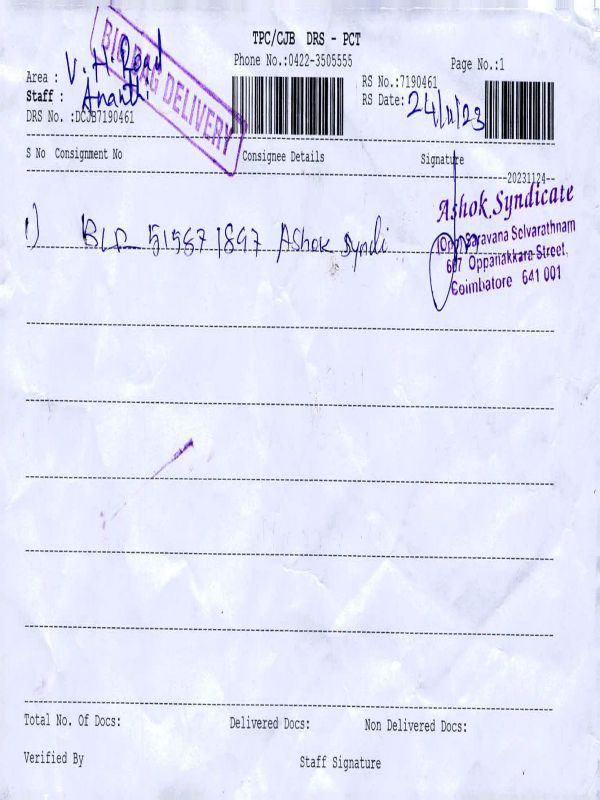 TPC/CJB DRS - PCT
Phone No.:0422-3505555
Page No.:1
BIG BAG DELIVERY
Area : V. H. Road
Staff : Ananthi
DRS No. :DCJB7190461
RS No.:7190461
RS Date: 24/11/23
S No Consignment No Consignee Details Signature
20231124
1) BLR 515871897 Ashok Syndi
Ashok Syndicate
Opp. Saravana Selvarathnam
Oppanakkara Street,
Coimbatore 641 001
Total No. Of Docs: Delivered Docs: Non Delivered Docs:
Verified By Staff Signature